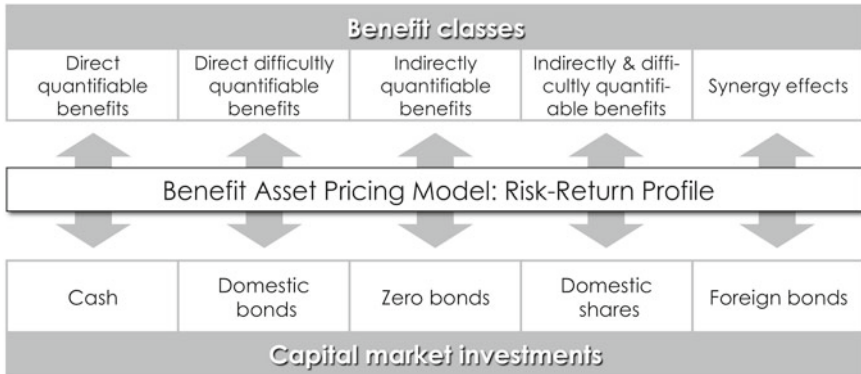 Benefit classes
Direct
quantifiable
benefits
Direct difficultly
quantifiable
benefits
Indirectly
quantifiable
benefits
Indirectly & diffi-
cultly quantifi-
able benefits
Synergy effects
Benefit Asset Pricing Model: Risk-Return Profile
Cash
Domestic
bonds
Zero bonds
Domestic
shares
Foreign bonds
Capital market investments